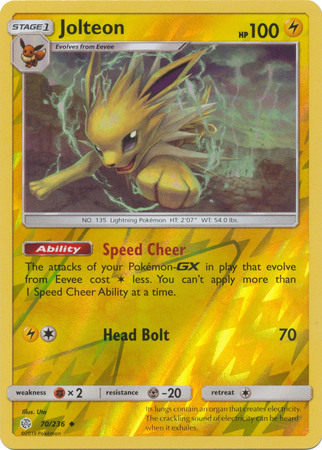 STAGE 1 Jolteon HP 100
Evolves from Eevee
NO. 135 Lightning Pokémon HT: 2'07" WT: 54.0 lbs.
Ability Speed Cheer
The attacks of your Pokémon-GX in play that evolve
from Eevee cost less. You can't apply more than
1 Speed Cheer Ability at a time.
Head Bolt 70
weakness × 2 resistance -20 retreat
Illus. Uta
70/236
©2019 Pokémon
Its lungs contain an organ that creates electricity.
The crackling sound of electricity can be heard
when it exhales.